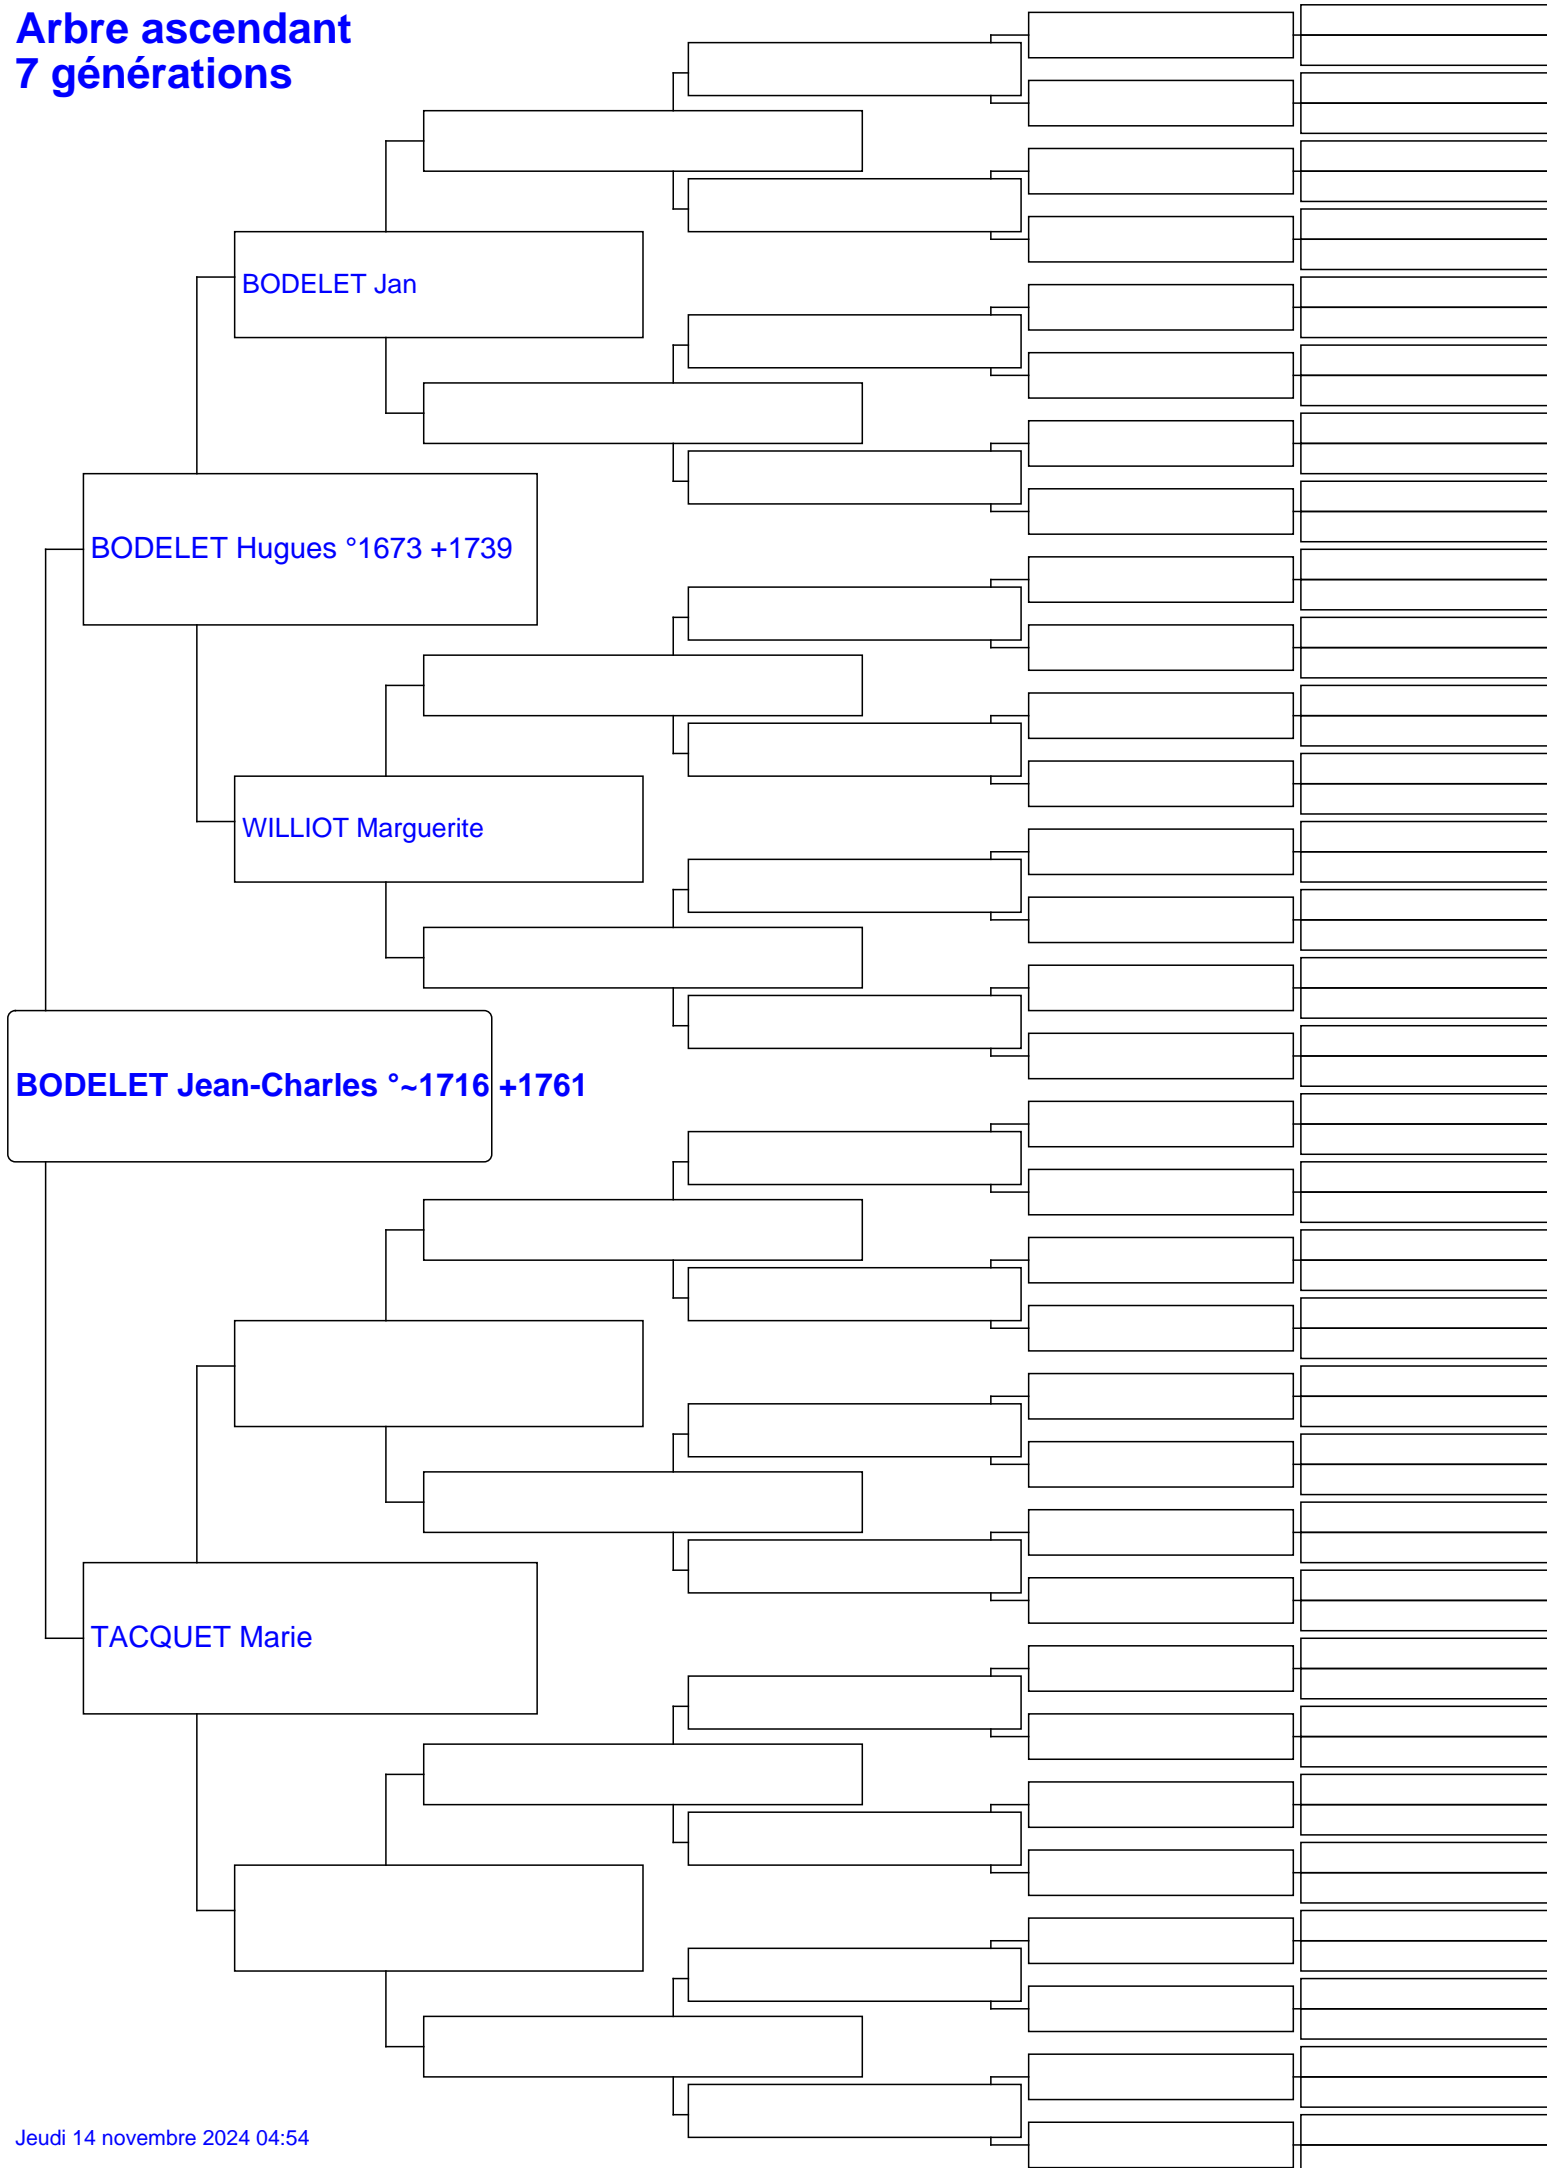 Arbre ascendant
7 générations
BODELET Jan
BODELET Hugues °1673 +1739
WILLIOT Marguerite
BODELET Jean-Charles °~1716 +1761
TACQUET Marie
Jeudi 14 novembre 2024 04:54